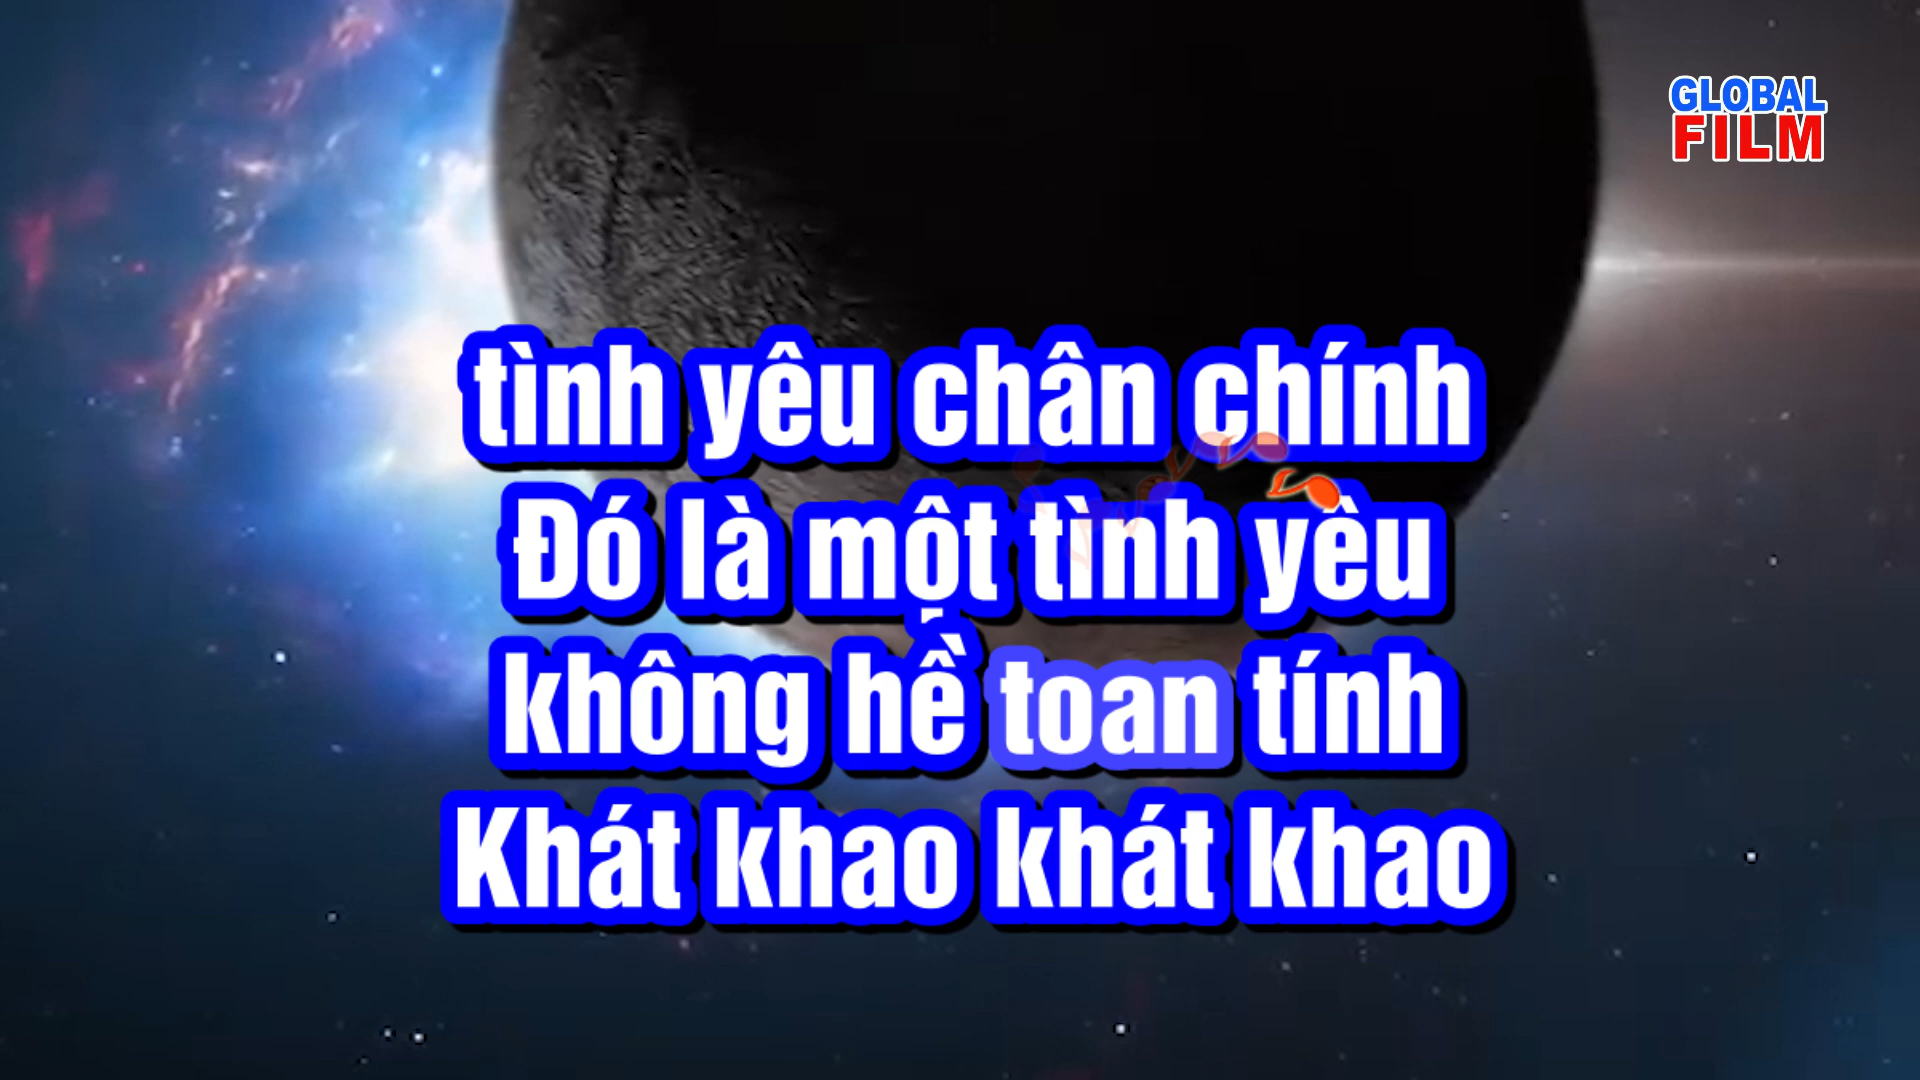 GLOBAL
FILM
tình yêu chân chính
Đó là một tình yêu
không hề toan tính
Khát khao khát khao